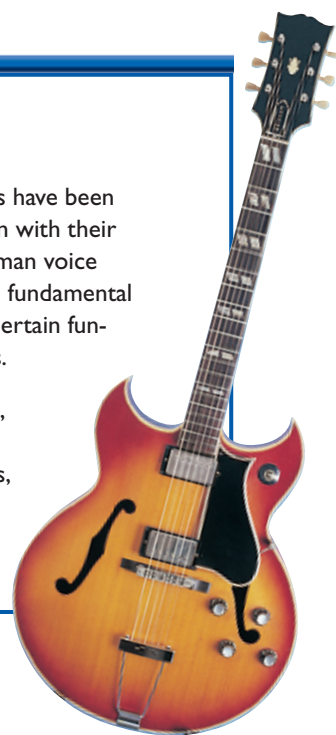 s have been
n with their
man voice
fundamental
ertain fun-
s.
,
s,